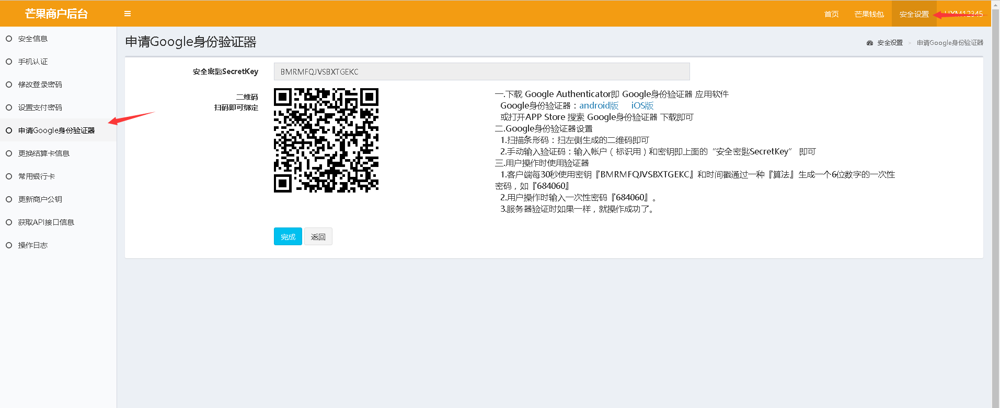 芒果商户后台
首页 芒果钱包 安全设置
安全信息
手机认证
修改登录密码
设置支付密码
申请Google身份验证器
更换结算卡信息
常用银行卡
更新商户公钥
获取API接口信息
操作日志
申请Google身份验证器
安全设置 > 申请Google身份验证器
安全密匙SecretKey
BMRMFQJVSBXTGEKC
二维码
扫码即可绑定
一.下载 Google Authenticator即 Google身份验证器 应用软件
Google身份验证器：android版 iOS版
或打开APP Store 搜索 Google身份验证器 下载即可
二.Google身份验证器设置
1.扫描条形码：扫左侧生成的二维码即可
2.手动输入验证码：输入帐户（标识用）和密钥即上面的“安全密匙SecretKey” 即可
三.用户操作时使用验证器
1.客户端每30秒使用密钥『BMRMFQJVSBXTGEKC』和时间戳通过一种『算法』生成一个6位数字的一次性
密码，如『684060』
2.用户操作时输入一次性密码『684060』。
3.服务器验证时如果一样，就操作成功了。
完成 返回